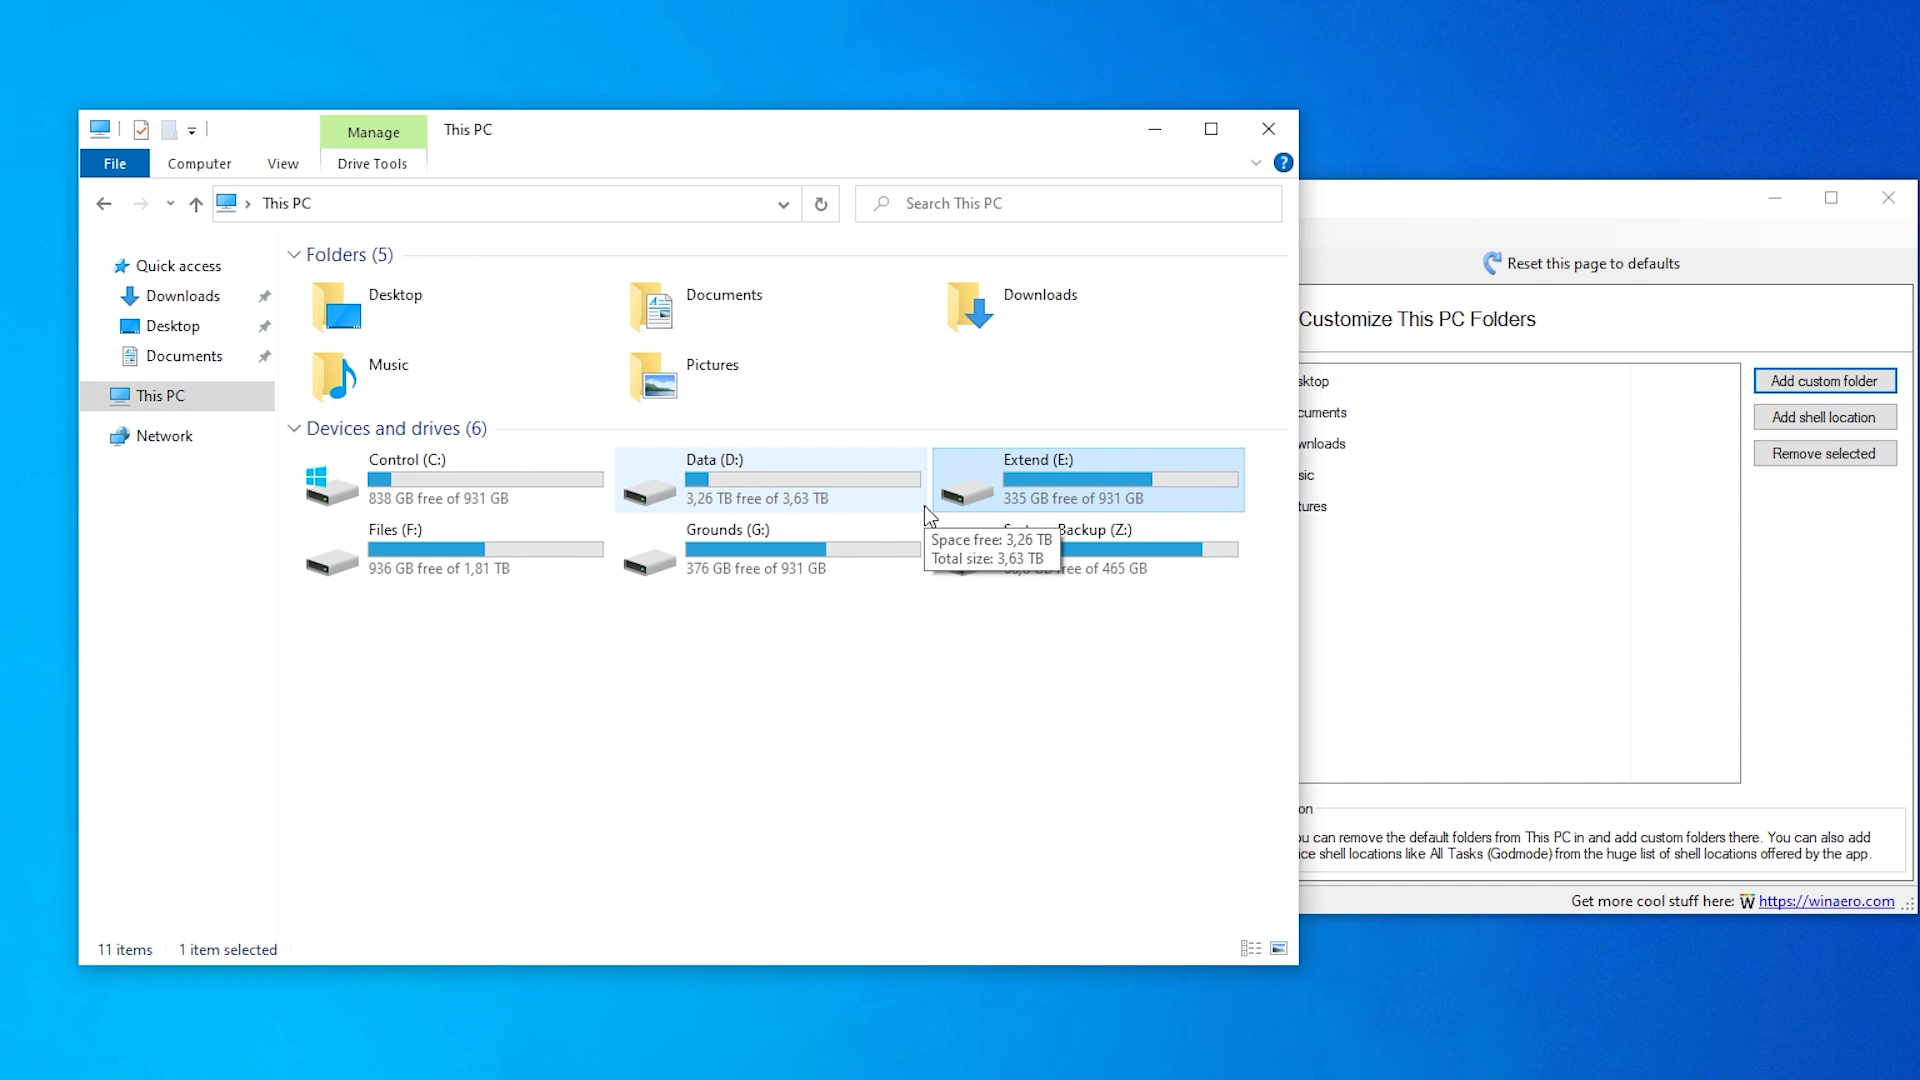 Manage
This PC
File
Computer
View
Drive Tools
This PC
Search This PC
Quick access
Downloads
Desktop
Documents
This PC
Network
Folders (5)
Desktop
Documents
Downloads
Music
Pictures
Devices and drives (6)
Control (C:)
838 GB free of 931 GB
Data (D:)
3,26 TB free of 3,63 TB
Extend (E:)
335 GB free of 931 GB
Files (F:)
936 GB free of 1,81 TB
Grounds (G:)
376 GB free of 931 GB
Backup (Z:)
free of 465 GB
Space free: 3,26 TB
Total size: 3,63 TB
11 items
1 item selected
Reset this page to defaults
Customize This PC Folders
sktop
cuments
wnloads
sic
tures
Add custom folder
Add shell location
Remove selected
on
ou can remove the default folders from This PC in and add custom folders there. You can also add
ice shell locations like All Tasks (Godmode) from the huge list of shell locations offered by the app.
Get more cool stuff here: W https://winaero.com